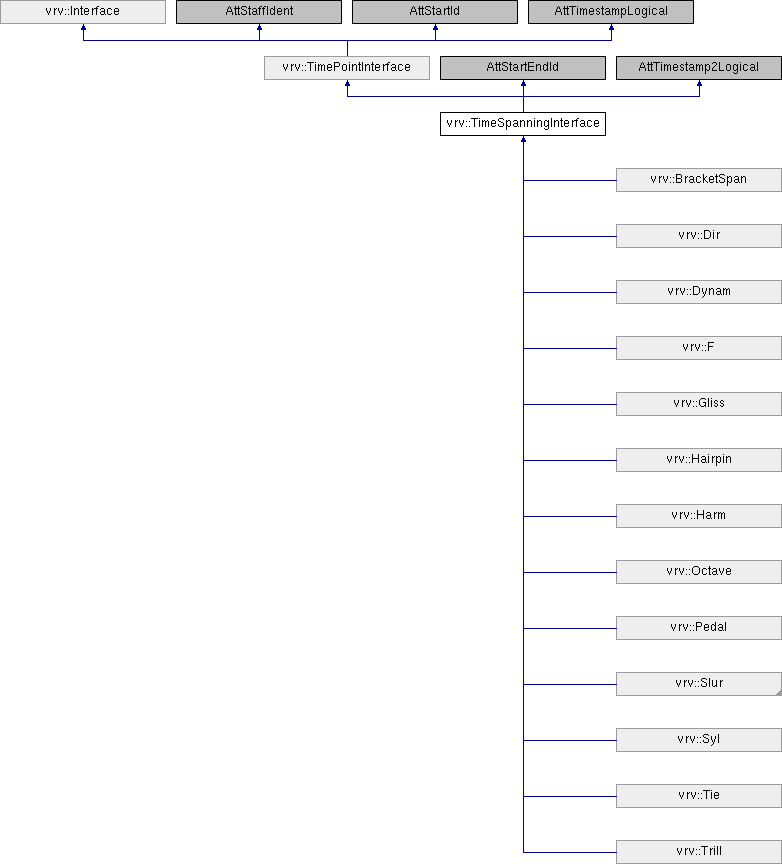 vrv::Interface
AttStaffIdent
AttStartId
AttTimestampLogical
vrv::TimePointInterface
AttStartEndId
AttTimestamp2Logical
vrv::TimeSpanningInterface
vrv::BracketSpan
vrv::Dir
vrv::Dynam
vrv::F
vrv::Gliss
vrv::Hairpin
vrv::Harm
vrv::Octave
vrv::Pedal
vrv::Slur
vrv::Syl
vrv::Tie
vrv::Trill